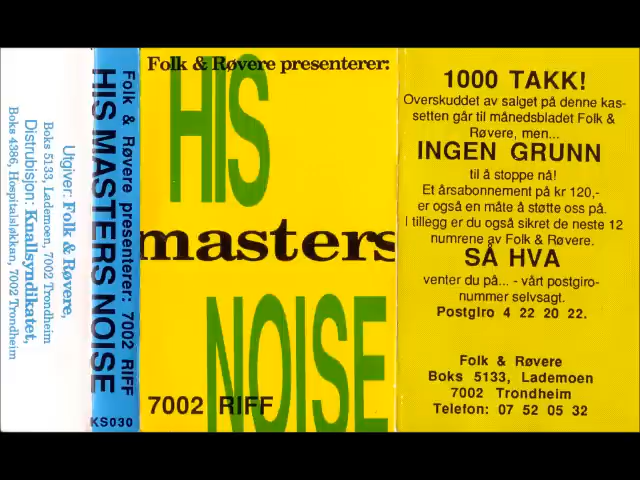 Utgiver: Folk & Røvere,
Boks 5133, Lademoen, 7002 Trondheim
Distrubisjon: Knallsyndikatet,
Boks 4386, Hospitalsløkkan, 7002 Trondheim
Folk & Røvere presenterer: 7002 RIFF
HIS MASTERS NOISE
KS030
Folk & Røvere presenterer:
HIS
masters
NOISE
7002 RIFF
1000 TAKK!
Overskuddet av salget på denne kas-
settten går til månedsbladet Folk &
Røvere, men...
INGEN GRUNN
til å stoppe nå!
Et årsabonnement på kr 120,-
er også en måte å støtte oss på.
I tillegg er du også sikret de neste 12
numrene av Folk & Røvere.
SÅ HVA
venter du på... - vårt postgiro-
nummer selvsagt.
Postgiro 4 22 20 22.
Folk & Røvere
Boks 5133, Lademoen
7002 Trondheim
Telefon: 07 52 05 32